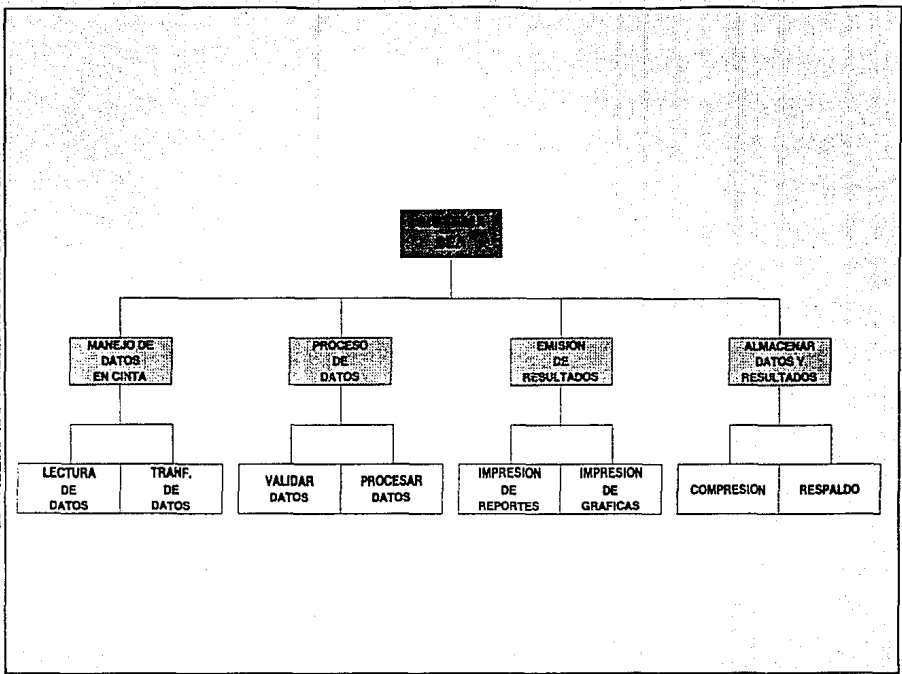 MANEJO DE
DATOS
EN CINTA
PROCESO
DE
DATOS
EMISION
DE
RESULTADOS
ALMACENAR
DATOS Y
RESULTADOS
LECTURA
DE
DATOS
TRANF.
DE
DATOS
VALIDAR
DATOS
PROCESAR
DATOS
IMPRESION
DE
REPORTES
IMPRESION
DE
GRAFICAS
COMPRESION
RESPALDO